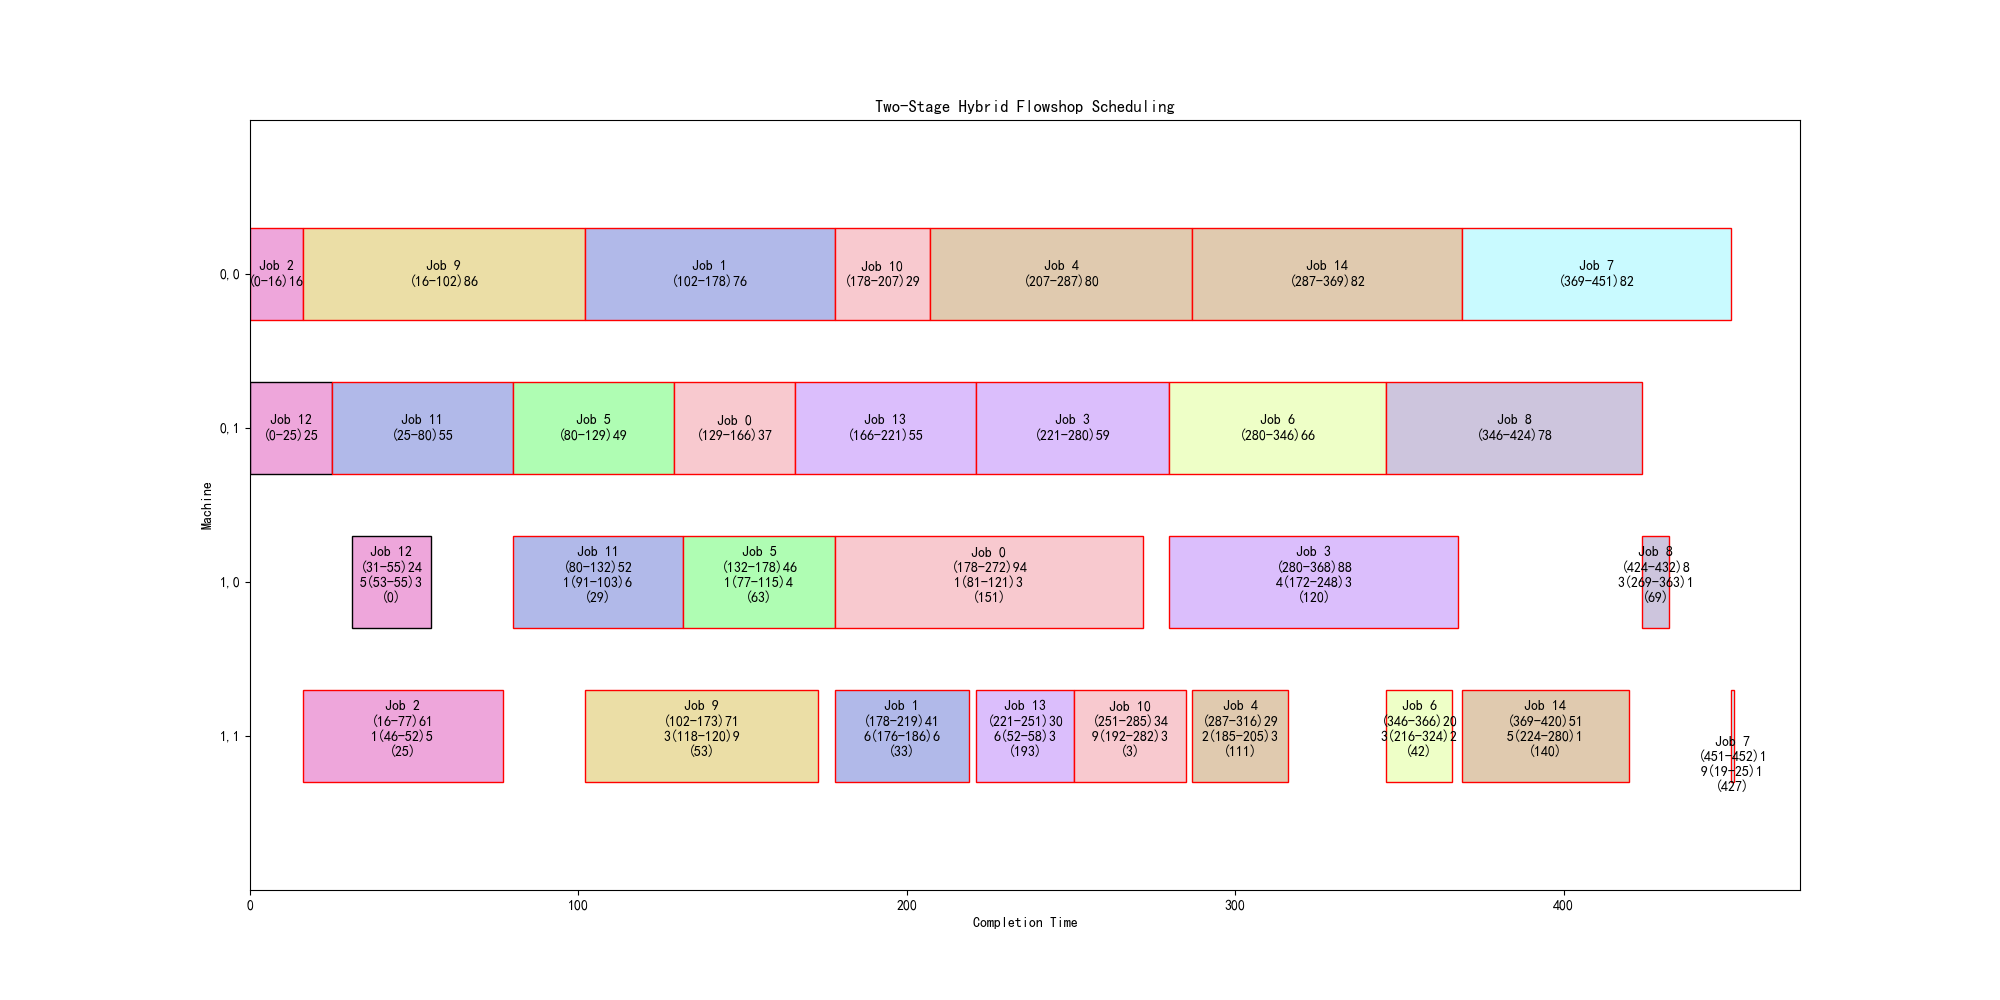 Two-Stage Hybrid Flowshop Scheduling
Machine
0,0
Job 2
(0-16)16
Job 9
(16-102)86
Job 1
(102-178)76
Job 10
(178-207)29
Job 4
(207-287)80
Job 14
(287-369)82
Job 7
(369-451)82
0,1
Job 12
(0-25)25
Job 11
(25-80)55
Job 5
(80-129)49
Job 0
(129-166)37
Job 13
(166-221)55
Job 3
(221-280)59
Job 6
(280-346)66
Job 8
(346-424)78
1,0
Job 12
(31-55)24
5(53-55)3
(0)
Job 11
(80-132)52
1(91-103)6
(29)
Job 5
(132-178)46
1(77-115)4
(63)
Job 0
(178-272)94
1(81-121)3
(151)
Job 3
(280-368)88
4(172-248)3
(120)
Job 8
(424-432)8
3(269-363)1
(69)
1,1
Job 2
(16-77)61
1(46-52)5
(25)
Job 9
(102-173)71
3(118-120)9
(53)
Job 1
(178-219)41
6(176-186)6
(33)
Job 13
(221-251)30
6(52-58)3
(193)
Job 10
(251-285)34
9(192-282)3
(3)
Job 4
(287-316)29
2(185-205)3
(111)
Job 6
(346-366)20
3(216-324)2
(42)
Job 14
(369-420)51
5(224-280)1
(140)
Job 7
(451-452)1
9(19-25)1
(427)
0
100
200
300
400
Completion Time